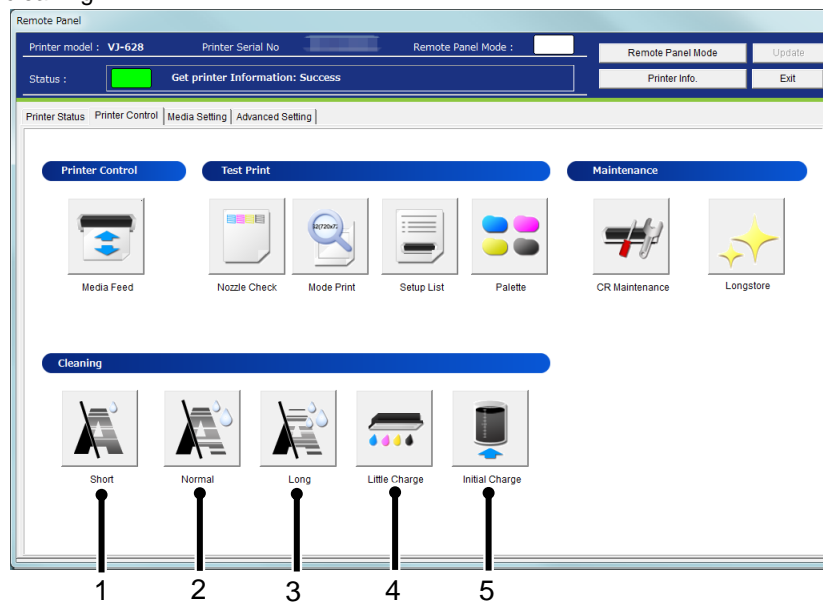 Remote Panel
Printer model : VJ-628 Printer Serial No Remote Panel Mode : Remote Panel Mode Update
Status : Get printer Information: Success Printer Info. Exit
Printer Status Printer Control Media Setting Advanced Setting
Printer Control Test Print Maintenance
Media Feed Nozzle Check Mode Print Setup List Palette CR Maintenance Longstore
Cleaning
Short Normal Long Little Charge Initial Charge
1 2 3 4 5